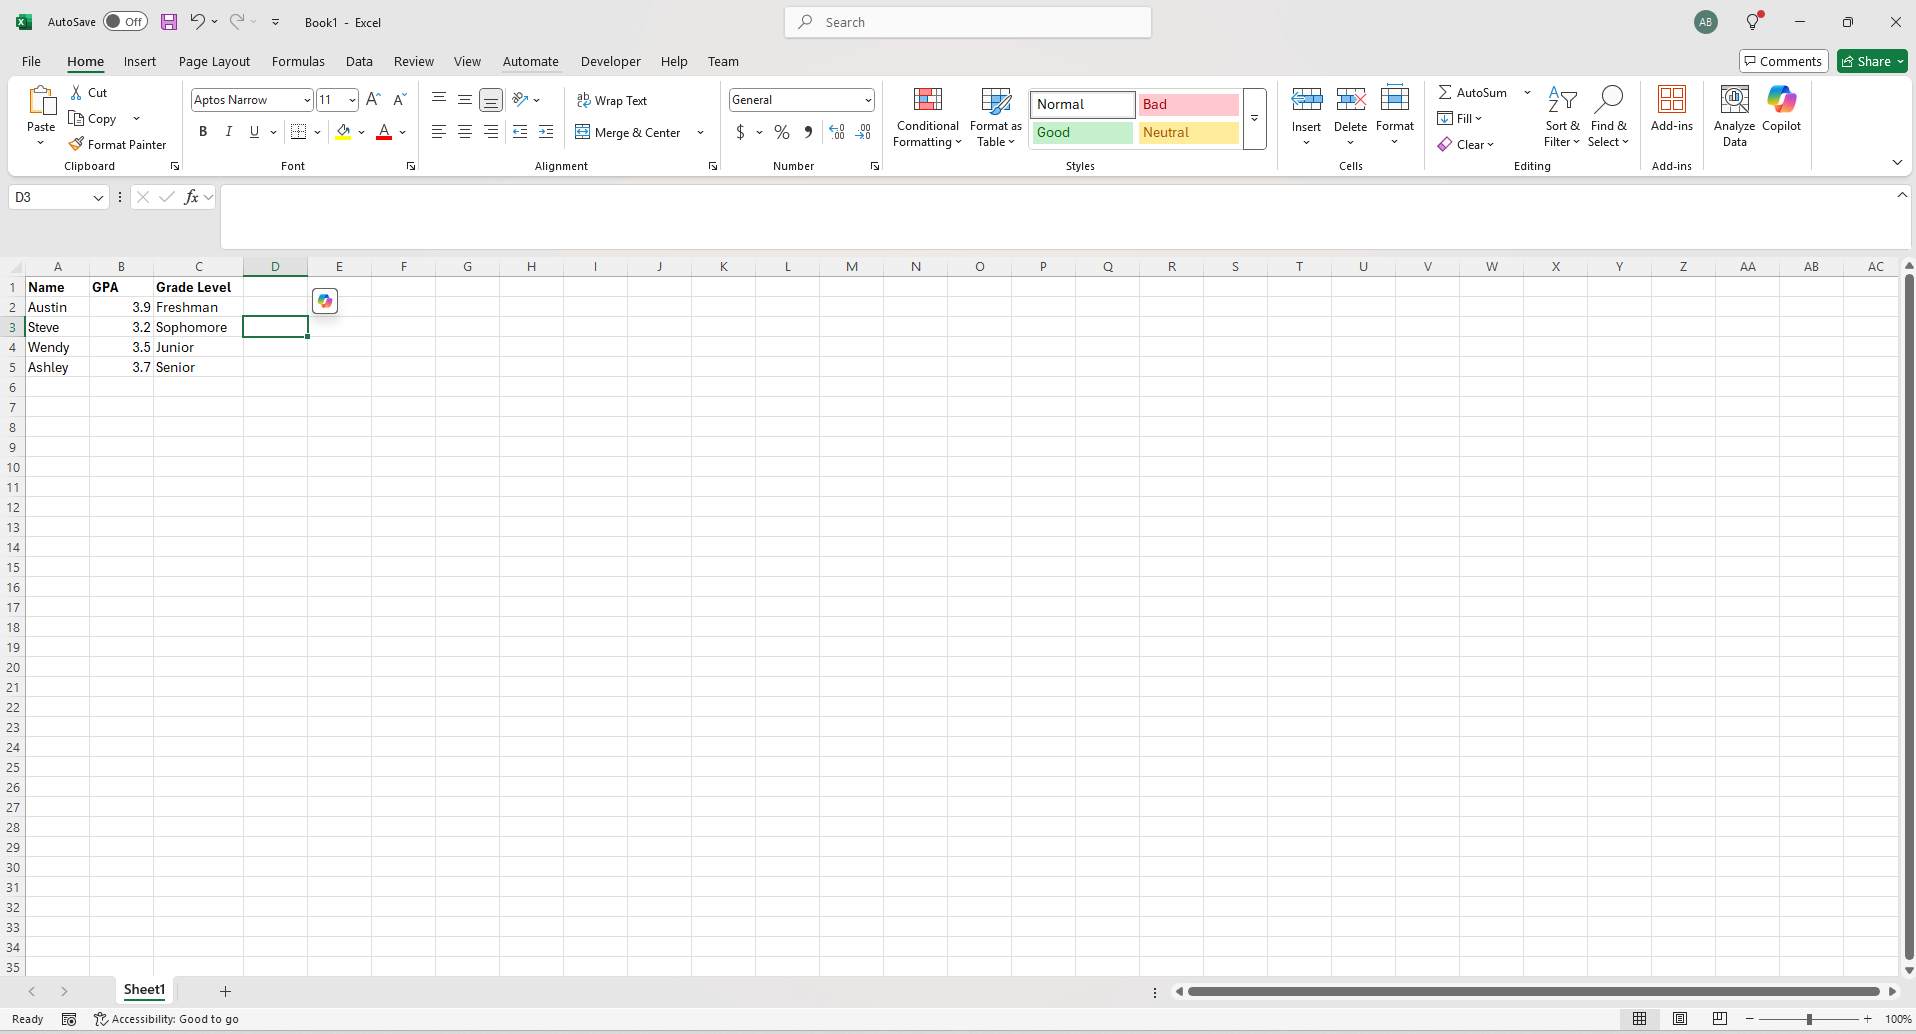 AutoSave Off Book1 - Excel Search AB
File Home Insert Page Layout Formulas Data Review View Automate Developer Help Team Comments Share
Paste Cut Copy Format Painter Clipboard
Aptos Narrow 11 B I U A Font
Wrap Text Merge & Center Alignment
General $ % Number
Conditional Formatting Format as Table Normal Bad Good Neutral Styles
Insert Delete Format Cells
AutoSum Fill Clear Sort & Filter Find & Select Editing
Add-ins Add-ins
Analyze Data Copilot
D3 fx
A B C D E F G H I J K L M N O P Q R S T U V W X Y Z AA AB AC
1 Name GPA Grade Level
2 Austin 3.9 Freshman
3 Steve 3.2 Sophomore
4 Wendy 3.5 Junior
5 Ashley 3.7 Senior
6
7
8
9
10
11
12
13
14
15
16
17
18
19
20
21
22
23
24
25
26
27
28
29
30
31
32
33
34
35
Sheet1
Ready Accessibility: Good to go 100%